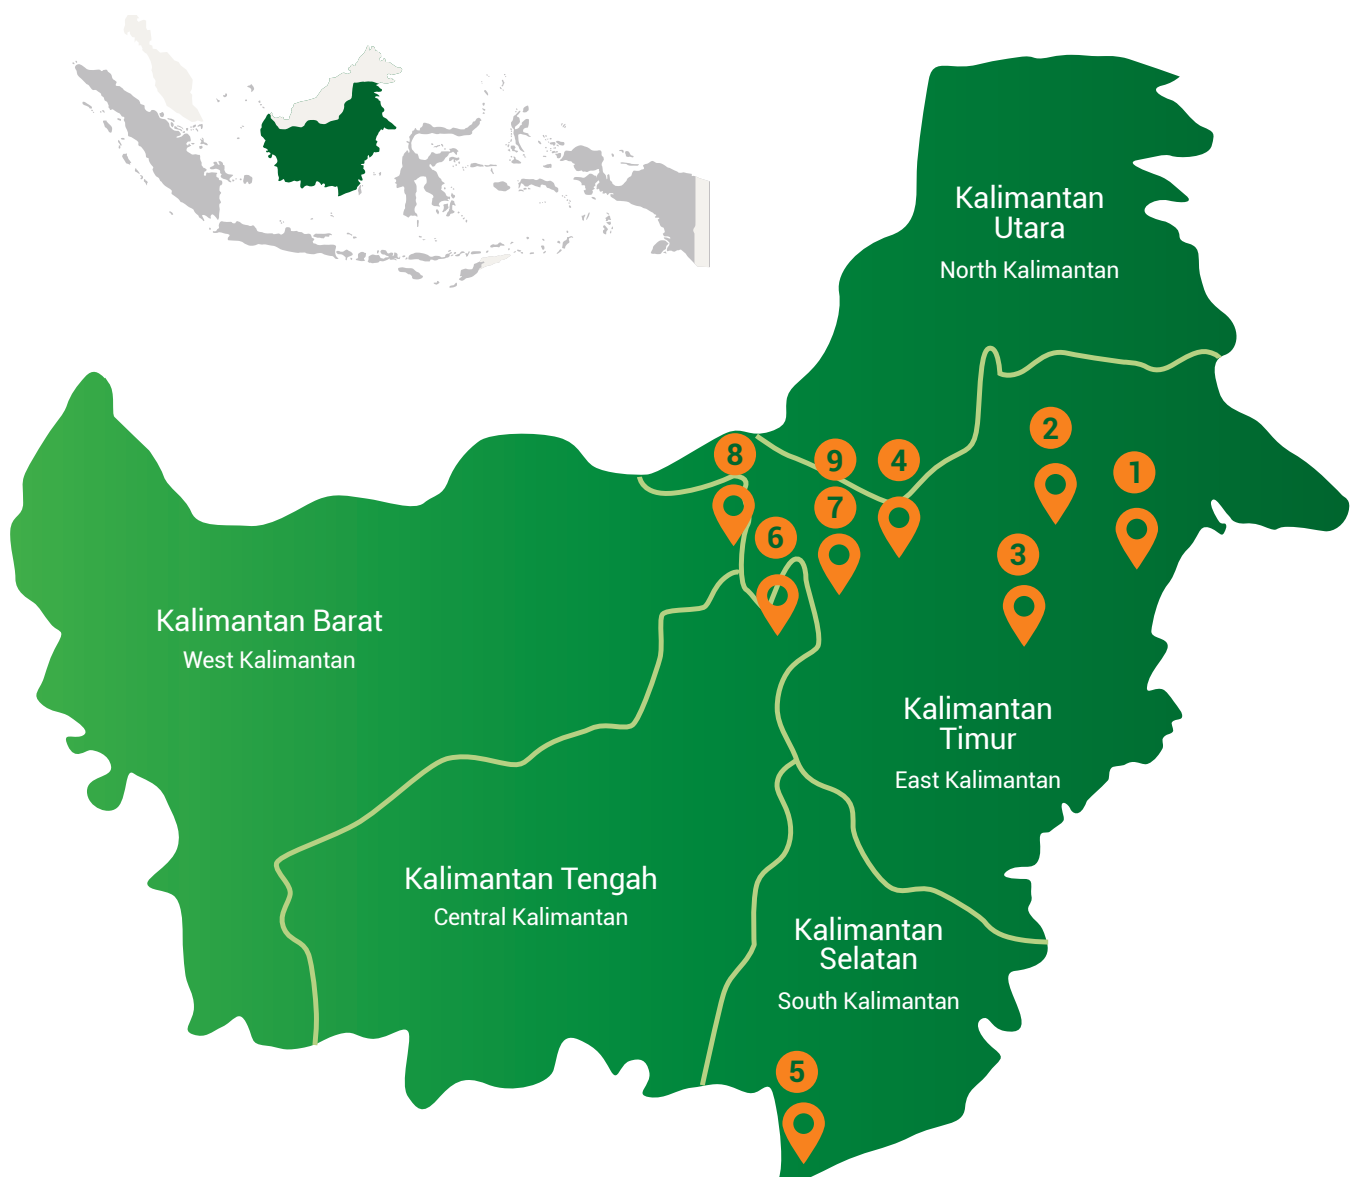 Kalimantan
Utara
North Kalimantan
2
8
9
4
1
7
6
3
Kalimantan Barat
West Kalimantan
Kalimantan
Timur
East Kalimantan
Kalimantan Tengah
Central Kalimantan
Kalimantan
Selatan
South Kalimantan
5